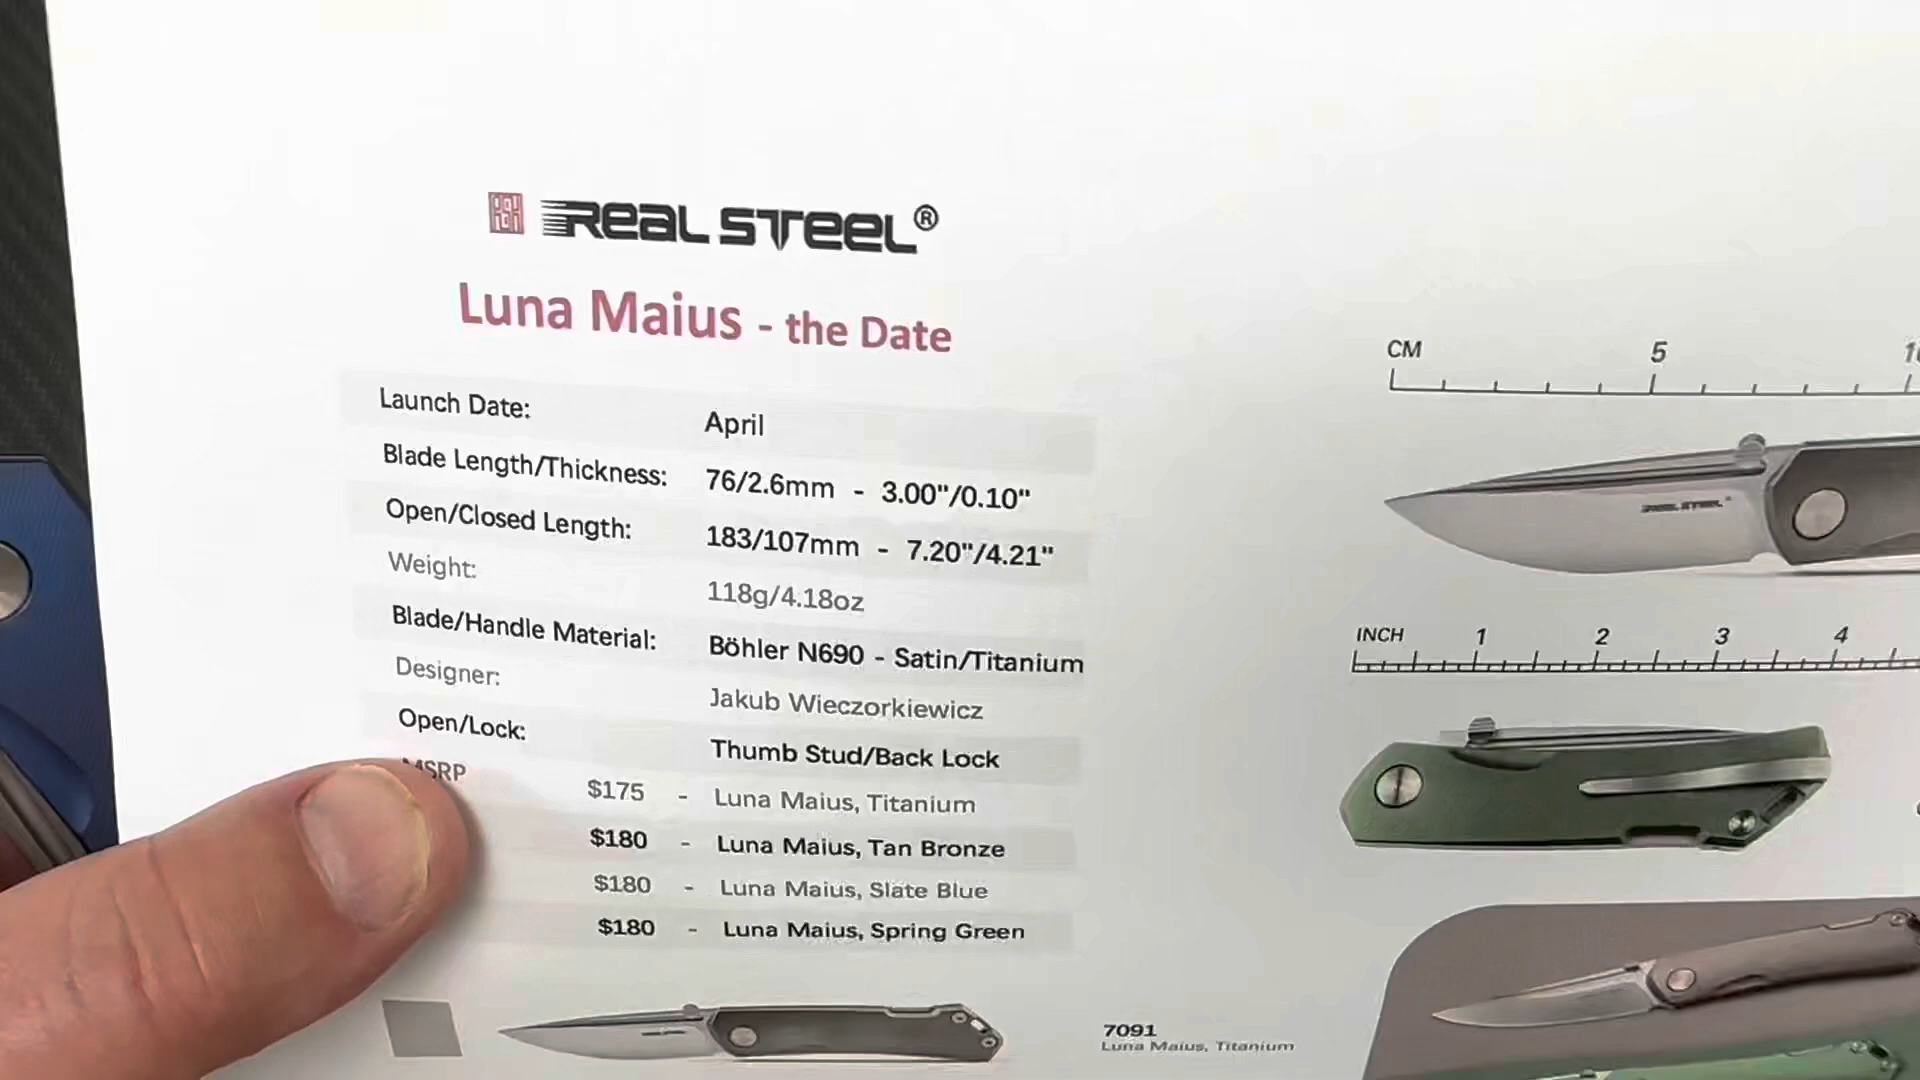 REAL STEEL®
Luna Maius - the Date
Launch Date: April
Blade Length/Thickness: 76/2.6mm - 3.00"/0.10"
Open/Closed Length: 183/107mm - 7.20"/4.21"
Weight: 118g/4.18oz
Blade/Handle Material: Böhler N690 - Satin/Titanium
Designer: Jakub Wieczorkiewicz
Open/Lock: Thumb Stud/Back Lock
MSRP $175 - Luna Maius, Titanium
$180 - Luna Maius, Tan Bronze
$180 - Luna Maius, Slate Blue
$180 - Luna Maius, Spring Green
7091
Luna Maius, Titanium
CM 5
REAL STEEL
INCH 1 2 3 4